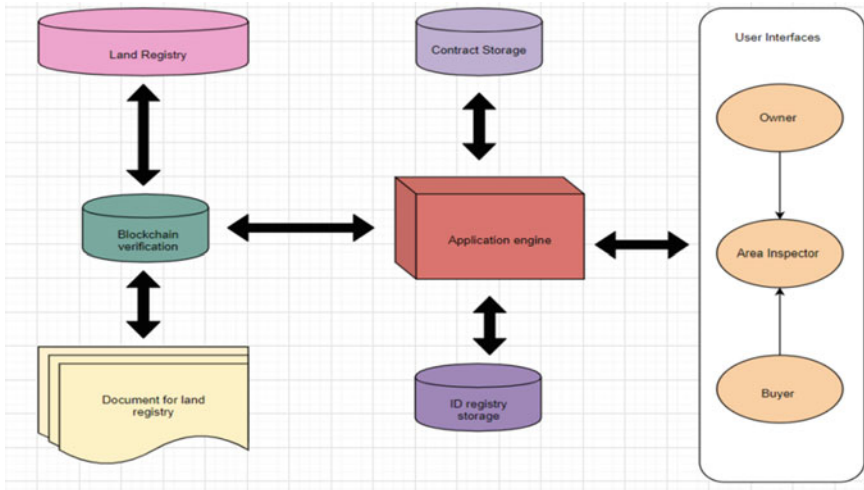 Land Registry
Contract Storage
User Interfaces
Owner
Blockchain
verification
Application engine
Area Inspector
Document for land
registry
ID registry
storage
Buyer